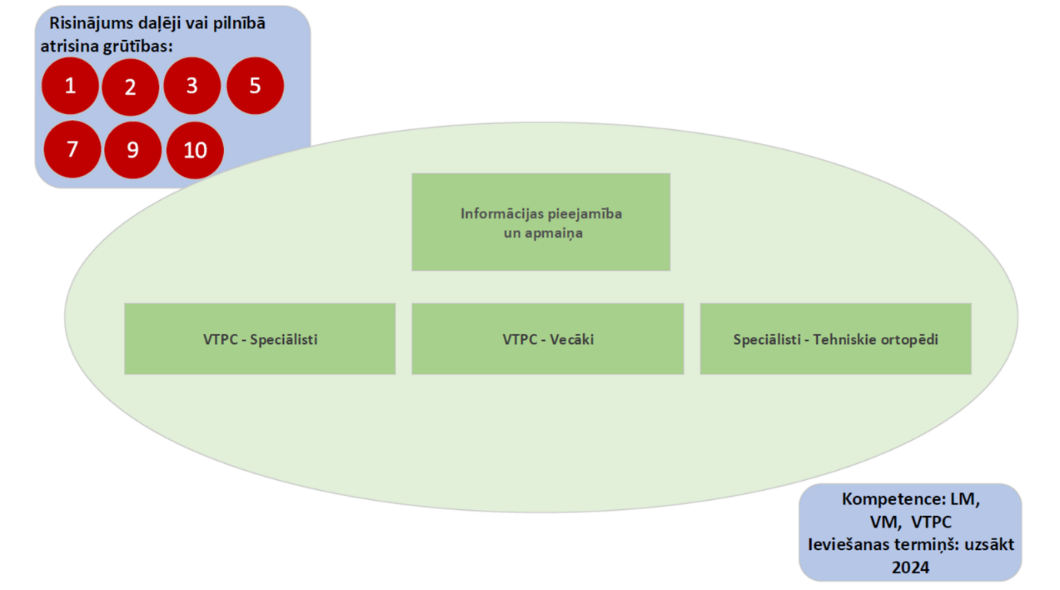 Risinājums daļēji vai pilnībā
atrisina grūtības:
1 2 3 5
7 9 10
Informācijas pieejamība
un apmaiņa
VTPC - Speciālisti
VTPC - Vecāki
Speciālisti - Tehniskie ortopēdi
Kompetence: LM,
VM, VTPC
Ieviešanas termiņš: uzsākt
2024